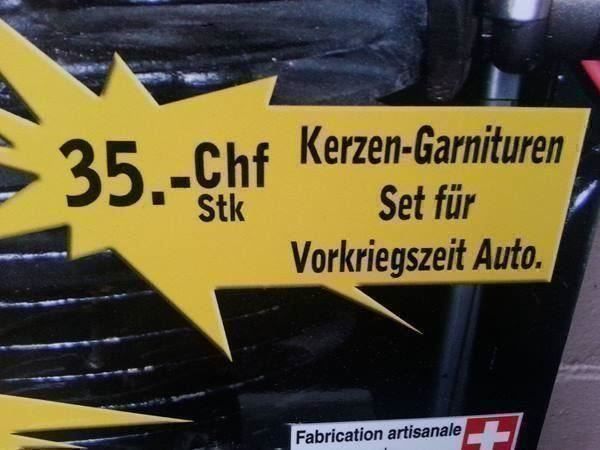 35.-Chf
Stk
Kerzen-Garnituren
Set für
Vorkriegszeit Auto.
Fabrication artisanale